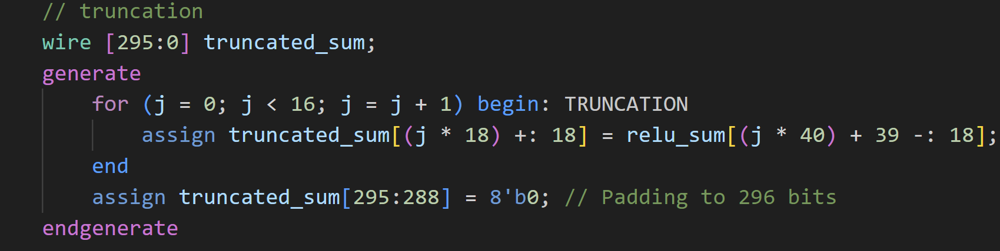 // truncation
wire [295:0] truncated_sum;
generate
for (j = 0; j < 16; j = j + 1) begin: TRUNCATION
assign truncated_sum[(j * 18) +: 18] = relu_sum[(j * 40) + 39 -: 18];
end
assign truncated_sum[295:288] = 8'b0; // Padding to 296 bits
endgenerate